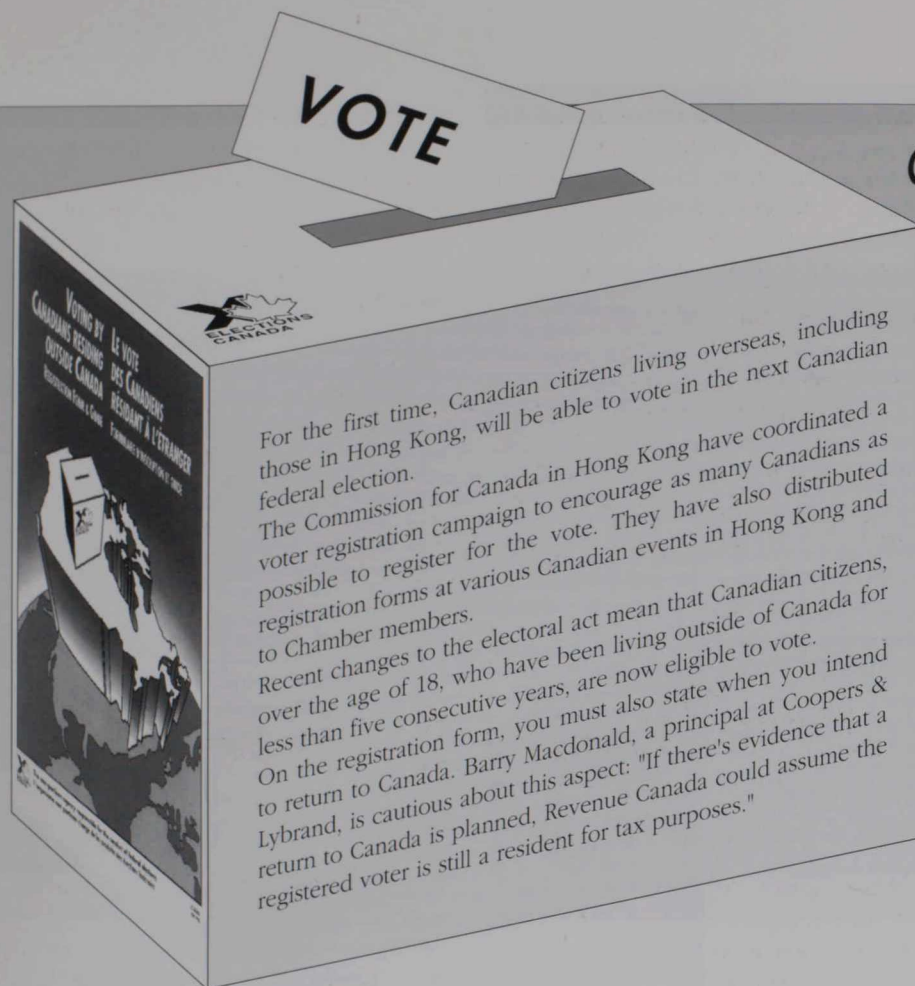 VOTE
ELECTIONS
CANADA
VOTING BY
CANADIANS RESIDING
OUTSIDE CANADA
REGISTRATION FORM & GUIDE
LE VOTE
DES CANADIENS
RÉSIDANT À L'ÉTRANGER
FORMULAIRE D'INSCRIPTION ET GUIDE
For the first time, Canadian citizens living overseas, including
those in Hong Kong, will be able to vote in the next Canadian
federal election.
The Commission for Canada in Hong Kong have coordinated a
voter registration campaign to encourage as many Canadians as
possible to register for the vote. They have also distributed
registration forms at various Canadian events in Hong Kong and
to Chamber members.
Recent changes to the electoral act mean that Canadian citizens,
over the age of 18, who have been living outside of Canada for
less than five consecutive years, are now eligible to vote.
On the registration form, you must also state when you intend
to return to Canada. Barry Macdonald, a principal at Coopers &
Lybrand, is cautious about this aspect: "If there's evidence that a
return to Canada is planned, Revenue Canada could assume the
registered voter is still a resident for tax purposes."